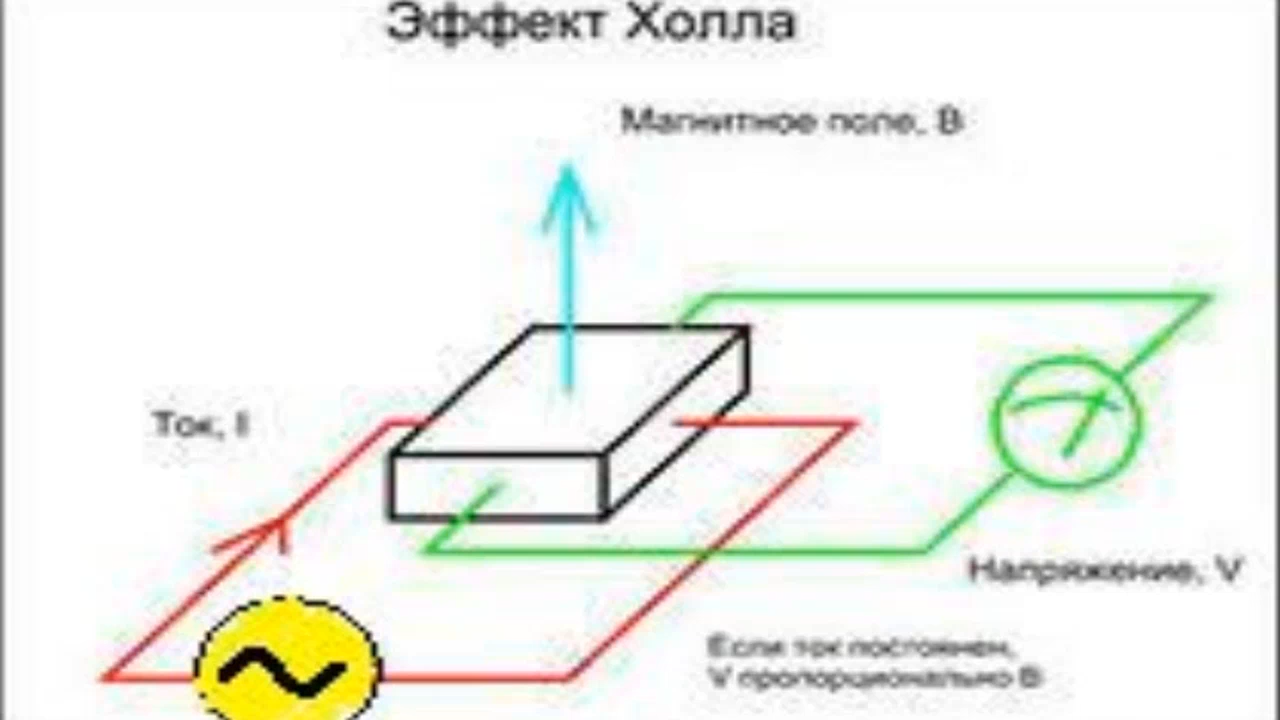 Эффект Холла
Магнитное поле, B
Ток, I
Напряжение, V
Если ток постоянен,
V пропорционально B